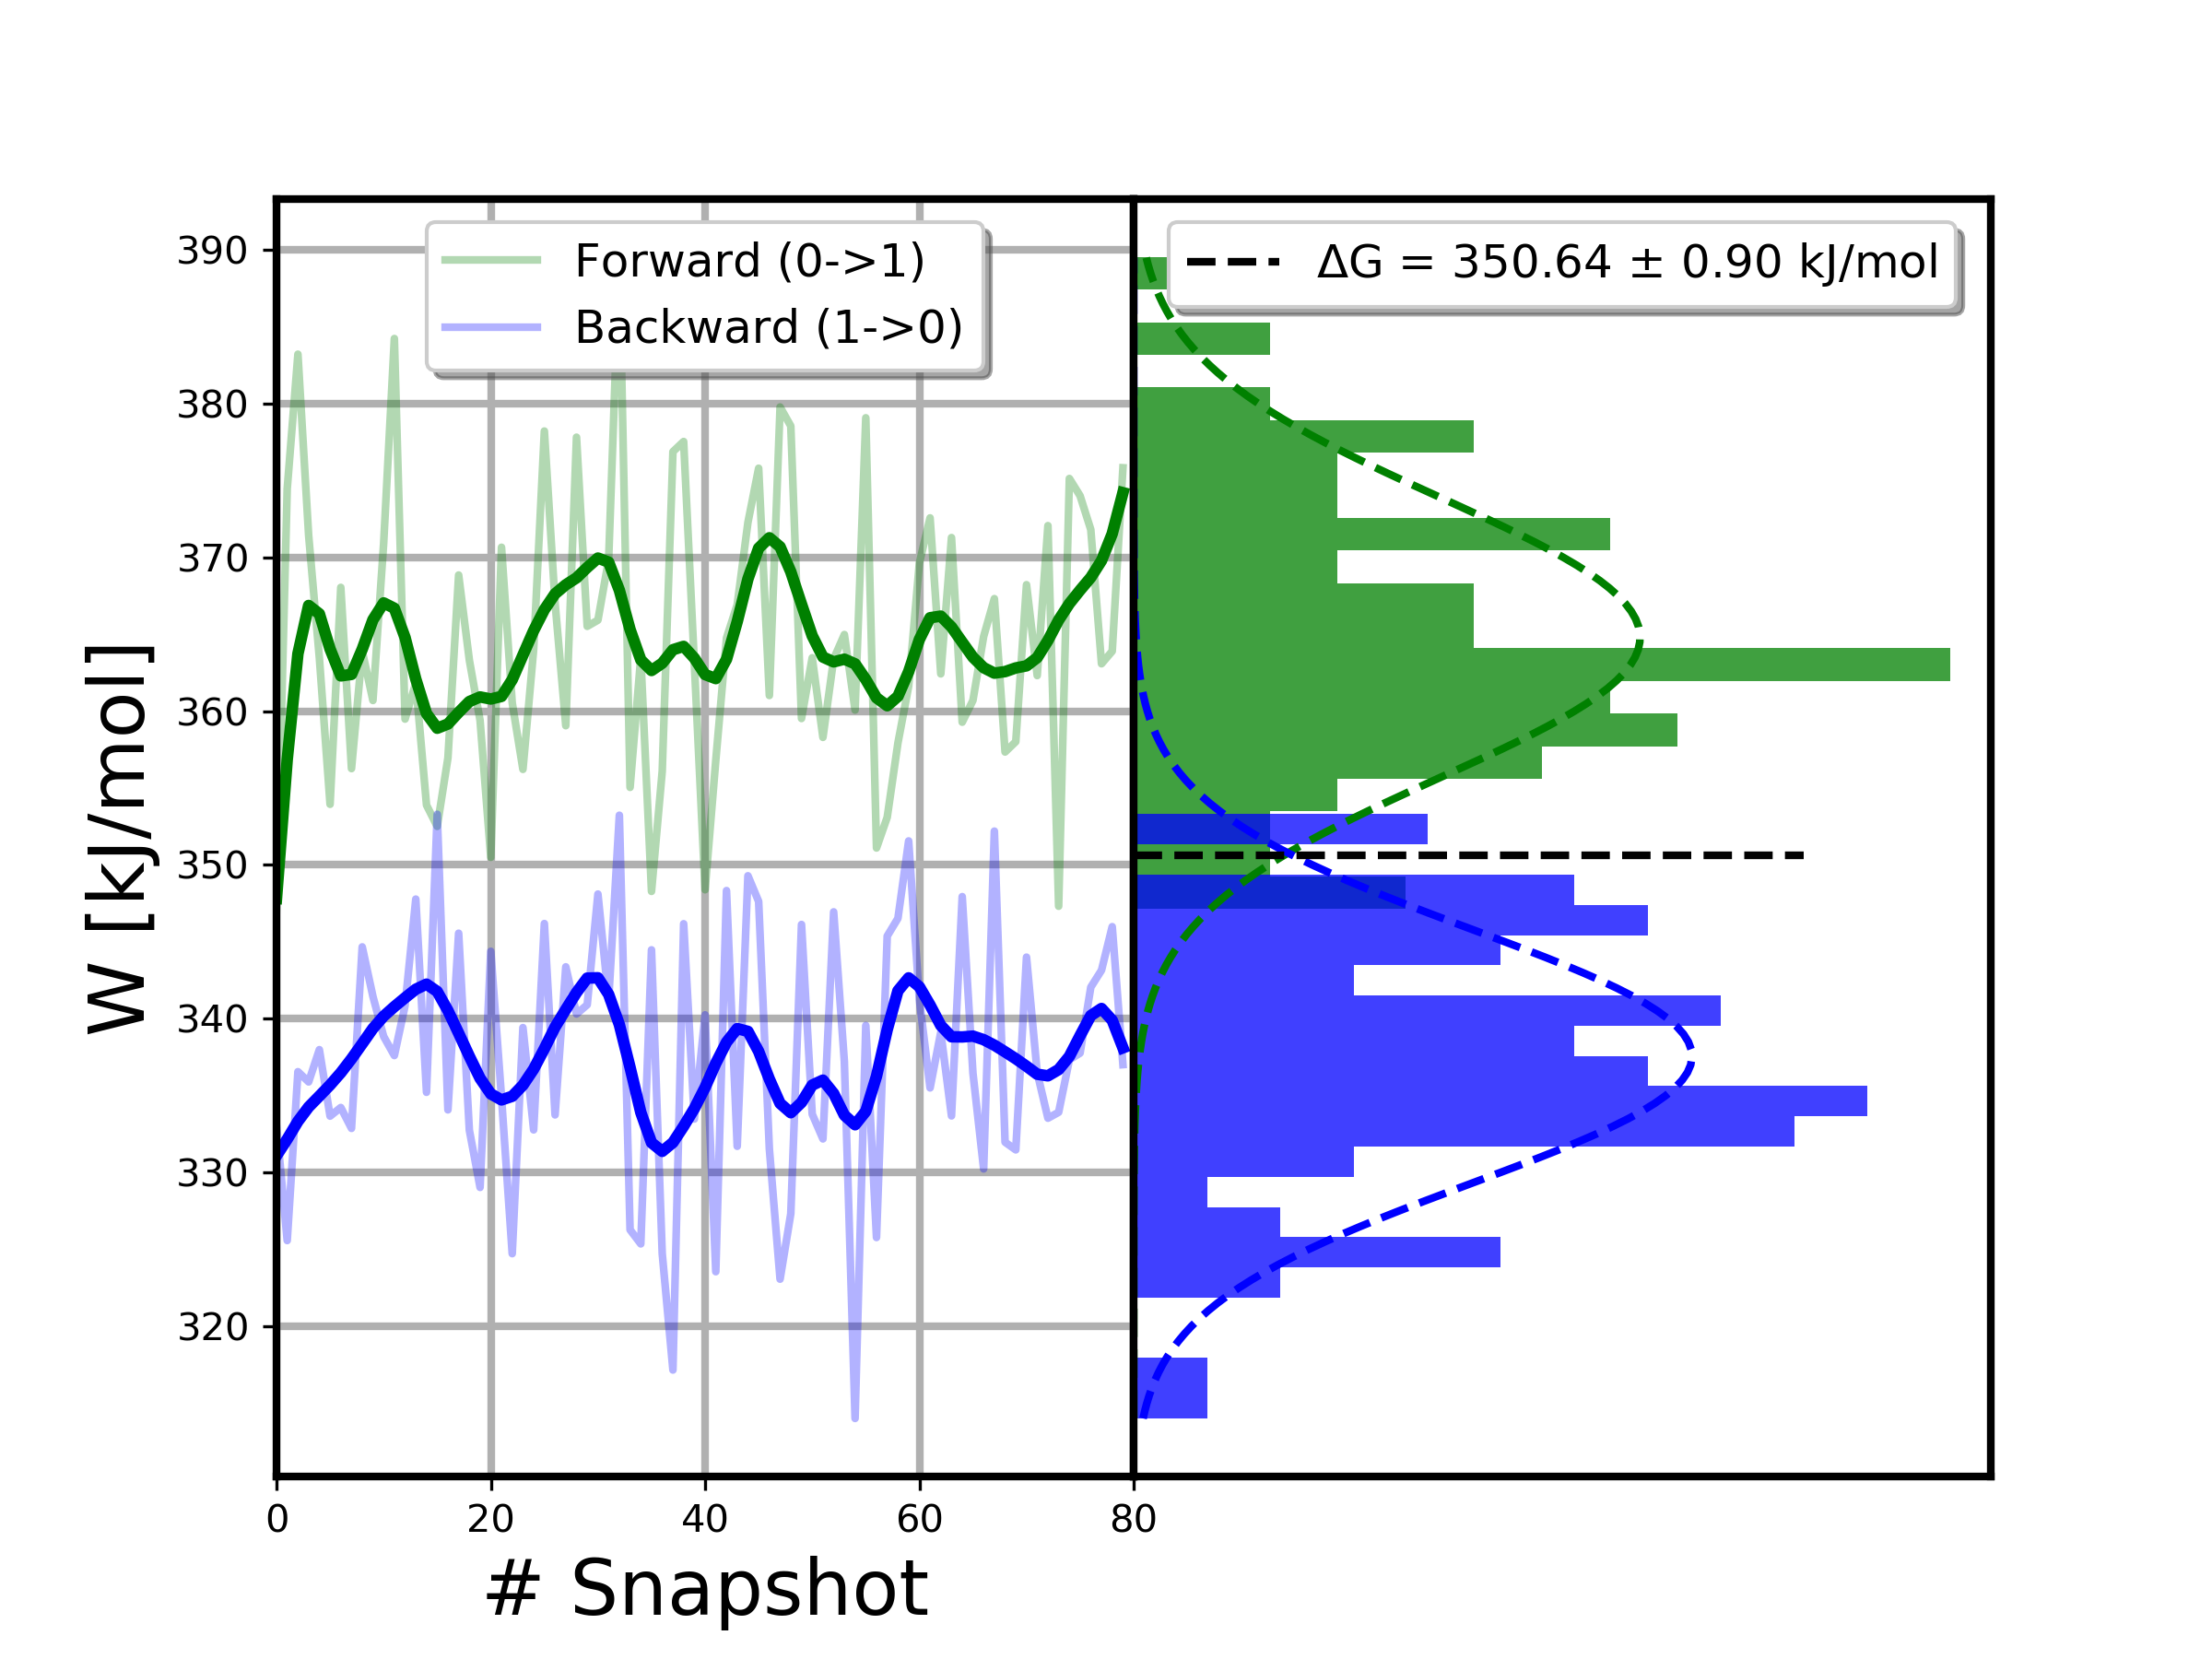 Forward (0->1)
Backward (1->0)
ΔG = 350.64 ± 0.90 kJ/mol
W [kJ/mol]
390
380
370
360
350
340
330
320
0 20 40 60 80
# Snapshot